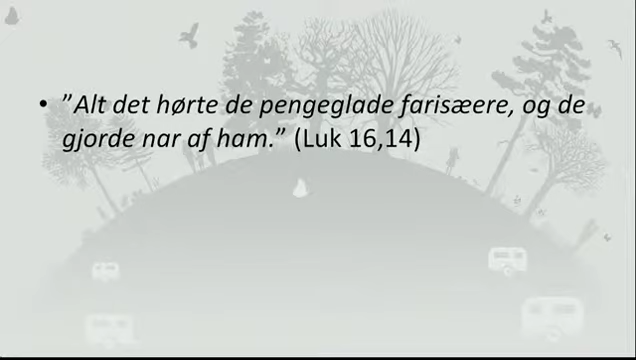 • ”Alt det hørte de pengeglade farisæere, og de
gjorde nar af ham.” (Luk 16,14)